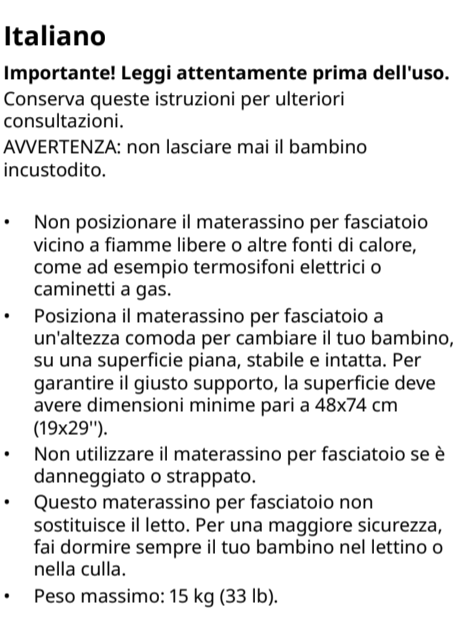 Italiano
Importante! Leggi attentamente prima dell'uso.
Conserva queste istruzioni per ulteriori
consultazioni.
AVVERTENZA: non lasciare mai il bambino
incustodito.
• Non posizionare il materassino per fasciatoio
vicino a fiamme libere o altre fonti di calore,
come ad esempio termosifoni elettrici o
caminetti a gas.
• Posiziona il materassino per fasciatoio a
un'altezza comoda per cambiare il tuo bambino,
su una superficie piana, stabile e intatta. Per
garantire il giusto supporto, la superficie deve
avere dimensioni minime pari a 48x74 cm
(19x29").
• Non utilizzare il materassino per fasciatoio se è
danneggiato o strappato.
• Questo materassino per fasciatoio non
sostituisce il letto. Per una maggiore sicurezza,
fai dormire sempre il tuo bambino nel lettino o
nella culla.
• Peso massimo: 15 kg (33 lb).